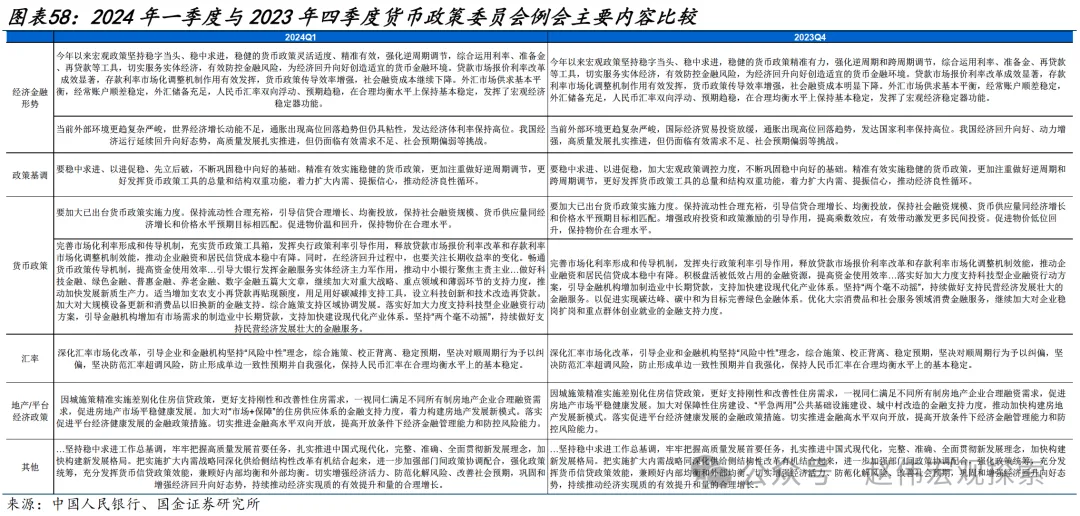 图表58：2024 年一季度与 2023 年四季度货币政策委员会例会主要内容比较
2024Q1
2023Q4
经济金融
形势
今年以来宏观政策坚持稳字当头、稳中求进，稳健的货币政策灵活适度、精准有效，强化逆周期调节，综合运用利率、准备金
、再贷款等工具，切实服务实体经济，有效防控金融风险，为经济回升向好创造适宜的货币金融环境。贷款市场报价利率改革
成效显著，存款利率市场化调整机制作用有效发挥，货币政策传导效率增强，社会融资成本继续下降。外汇市场供求基本平
衡，经常账户顺差稳定，外汇储备充足，人民币汇率双向浮动、预期趋稳，在合理均衡水平上保持基本稳定，发挥了宏观经济
稳定器功能。
今年以来宏观政策坚持稳字当头、稳中求进，稳健的货币政策精准有力，强化逆周期和跨周期调节，综合运用利率、准备金、再贷款
等工具，切实服务实体经济，有效防控金融风险，为经济回升向好创造适宜的货币金融环境。贷款市场报价利率改革成效显著，存款
利率市场化调整机制作用有效发挥，货币政策传导效率增强，社会融资成本明显下降。外汇市场供求基本平衡，经常账户顺差稳定，
外汇储备充足，人民币汇率双向浮动、预期趋稳，在合理均衡水平上保持基本稳定，发挥了宏观经济稳定器功能。
当前外部环境更趋复杂严峻，世界经济增长动能不足，通胀出现高位回落趋势但仍具粘性，发达经济体利率保持高位。我国经
济运行延续回升向好态势，高质量发展扎实推进，但仍面临有效需求不足、社会预期偏弱等挑战。
当前外部环境更趋复杂严峻，国际经济贸易投资放缓，通胀出现高位回落趋势，发达国家利率保持高位。我国经济回升向好、动力增
强，高质量发展扎实推进，但仍面临有效需求不足、社会预期偏弱等挑战。
政策基调
要稳中求进、以进促稳、先立后破，不断巩固稳中向好的基础。精准有效实施稳健的货币政策，更加注重做好逆周期调节，更
好发挥货币政策工具的总量和结构双重功能，着力扩大内需、提振信心，推动经济良性循环。
要稳中求进、以进促稳，加大宏观政策调控力度，不断巩固稳中向好的基础。精准有效实施稳健的货币政策，更加注重做好逆周期和
跨周期调节，更好发挥货币政策工具的总量和结构双重功能，着力扩大内需、提振信心，推动经济良性循环。
货币政策
要加大已出台货币政策实施力度。保持流动性合理充裕，引导信贷合理增长、均衡投放，保持社会融资规模、货币供应量同经
济增长和价格水平预期目标相匹配。促进物价温和回升，保持物价在合理水平。
要加大已出台货币政策实施力度。保持流动性合理充裕，引导信贷合理增长、均衡投放，保持社会融资规模、货币供应量同经济增长
和价格水平预期目标相匹配。增强政府投资和政策激励的引导作用，提高乘数效应，有效带动激发更多民间投资。促进物价低位回
升，保持物价在合理水平。
完善市场化利率形成和传导机制，充实货币政策工具箱，发挥央行政策利率引导作用，释放贷款市场报价利率改革和存款利率
市场调整机制效能，推动企业融资和居民信贷成本稳中有降。同时，在经济回升过程中，也要关注长期收益率的变化。畅通
货币政策传导机制，提高资金使用效率…引导大银行发挥金融服务实体经济主力军作用，推动中小银行聚焦主责主业…做好科
技金融、绿色金融、普惠金融、养老金融、数字金融五篇大文章，继续加大对重大战略、重点领域和薄弱环节的支持力度，推
动加快发展新质生产力。适当增加支农支小再贷款再贴现额度，用足用好碳减排支持工具，设立科技创新和技术改造再贷款。
加大对大规模设备更新和消费品以旧换新的金融支持。综合施策支持区域协调发展。落实好加大力度支持科技型企业融资行动
方案，引导金融机构增加有市场需求的制造业中长期贷款，支持加快建设现代化产业体系。坚持“两个毫不动摇”，持续做好支
持民营经济发展壮大的金融服务。
完善市场化利率形成和传导机制，发挥央行政策利率引导作用，释放贷款市场报价利率改革和存款利率市场化调整机制效能，推动企
业融资和居民信贷成本稳中有降。积极盘活被低效占用的金融资源，提高资金使用效率…落实好加大力度支持科技型企业融资行动方
案，引导金融机构增加制造业中长期贷款，支持加快建设现代化产业体系。坚持“两个毫不动摇”，持续做好支持民营经济发展壮大的
金融服务。以促进实现碳达峰、碳中和为目标完善绿色金融体系。优化大宗消费品和社会服务领域消费金融服务，继续加大对企业稳
岗扩岗和重点群体创业就业的金融支持力度。
汇率
深化汇率市场化改革，引导企业和金融机构坚持“风险中性”理念，综合施策、校正背离、稳定预期，坚决对顺周期行为予以纠
偏，坚决防范汇率超调风险，防止形成单边一致性预期并自我强化，保持人民币汇率在合理均衡水平上的基本稳定。
深化汇率市场化改革，引导企业和金融机构坚持“风险中性”理念，综合施策、校正背离、稳定预期，坚决对顺周期行为予以纠偏，坚
决防范汇率超调风险，防止形成单边一致性预期并自我强化，保持人民币汇率在合理均衡水平上的基本稳定。
地产/平台
经济政策
因城施策精准实施差别化住房信贷政策，更好支持刚性和改善性住房需求，一视同仁满足不同所有制房地产企业合理融资需
求，促进房地产市场平稳健康发展。加大对“市场+保障”的住房供应体系的金融支持力度，着力构建房地产发展新模式。落实
促进平台经济健康发展的金融政策措施。切实推进金融高水平双向开放，提高开放条件下经济金融管理能力和防控风险能力。
因城施策精准实施差别化住房信贷政策，更好支持刚性和改善性住房需求，一视同仁满足不同所有制房地产企业合理融资需求，促进
房地产市场平稳健康发展。加大对保障性住房建设、“平急两用”公共基础设施建设、城中村改造的金融支持力度，推动加快构建房地
产发展新模式。落实促进平台经济健康发展的金融政策措施。切实推进金融高水平双向开放，提高开放条件下经济金融管理能力和防
控风险能力。
其他
…坚持稳中求进工作总基调，牢牢把握高质量发展首要任务，扎实推进中国式现代化，完整、准确、全面贯彻新发展理念，加
快构建新发展格局。把实施扩大内需战略同深化供给侧结构性改革有机结合起来，进一步加强部门间政策协调配合，强化政策
统筹，充分发挥货币信贷政策效能，兼顾好内部均衡和外部均衡。切实增强经济活力、防范化解风险、改善社会预期，巩固和
增强经济回升向好态势，持续推动经济实现质的有效提升和量的合理增长。
…坚持稳中求进工作总基调，牢牢把握高质量发展首要任务，扎实推进中国式现代化，完整、准确、全面贯彻新发展理念，加快构建
新发展格局。把实施扩大内需战略同深化供给侧结构性改革有机结合起来，进一步加强部门间政策协调配合，强化政策统筹，充分发
挥货币信贷政策效能，兼顾好内部均衡和外部均衡。切实增强经济活力、防范化解风险、改善社会预期，巩固和增强经济回升向好态
势，持续推动经济实现质的有效提升和量的合理增长。
公众号·赵伟宏观探索
来源：中国人民银行、国金证券研究所